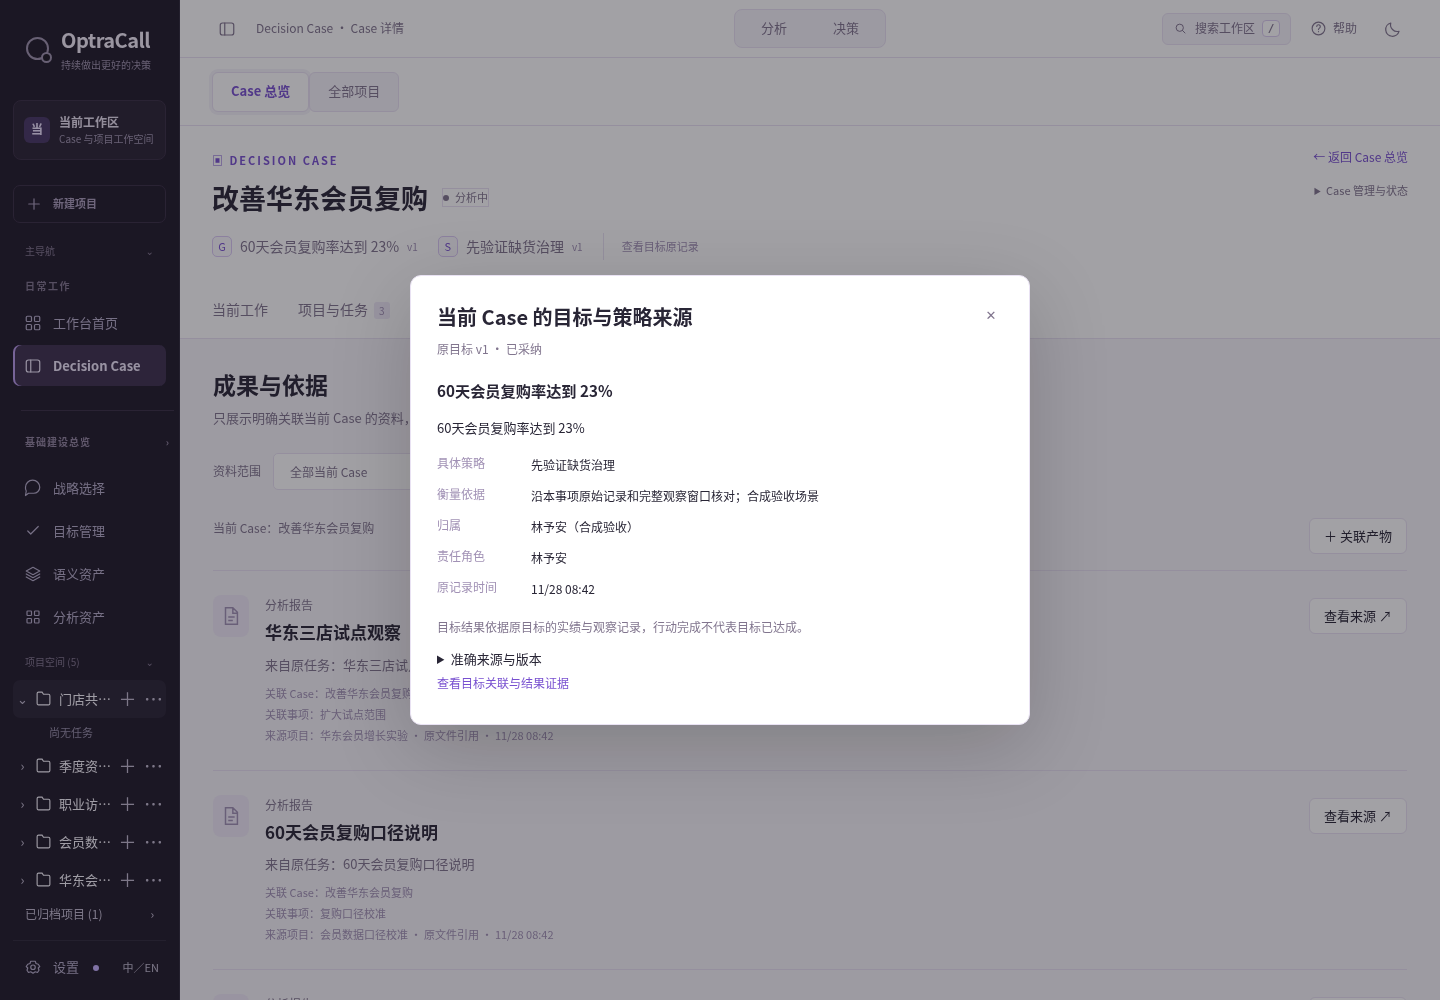 OptraCall
持续做出更好的决策
当
当前工作区
Case 与项目工作空间
新建项目
主导航
日常工作
工作台首页
Decision Case
基础建设总览
战略选择
目标管理
语义资产
分析资产
项目空间 (5)
门店共…
尚无任务
季度资…
职业访…
会员数…
华东会…
已归档项目 (1)
设置
中／EN
Decision Case · Case 详情
分析
决策
搜索工作区 /
帮助
Case 总览
全部项目
DECISION CASE
← 返回 Case 总览
改善华东会员复购
分析中
▶ Case 管理与状态
G 60天会员复购率达到 23% v1
S 先验证缺货治理 v1
查看目标原记录
当前工作
项目与任务 3
成果与依据
只展示明确关联当前 Case 的资料，
资料范围
全部当前 Case
当前 Case：改善华东会员复购
＋ 关联产物
分析报告
华东三店试点观察
来自原任务：华东三店试
关联 Case：改善华东会员复购
关联事项：扩大试点范围
来源项目：华东会员增长实验 · 原文件引用 · 11/28 08:42
查看来源 ↗
分析报告
60天会员复购口径说明
来自原任务：60天会员复购口径说明
关联 Case：改善华东会员复购
关联事项：复购口径校准
来源项目：会员数据口径校准 · 原文件引用 · 11/28 08:42
查看来源 ↗
当前 Case 的目标与策略来源
×
原目标 v1 · 已采纳
60天会员复购率达到 23%
60天会员复购率达到 23%
具体策略 先验证缺货治理
衡量依据 沿本事项原始记录和完整观察窗口核对；合成验收场景
归属 林予安（合成验收）
责任角色 林予安
原记录时间 11/28 08:42
目标结果依据原目标的实绩与观察记录，行动完成不代表目标已达成。
▶ 准确来源与版本
查看目标关联与结果证据